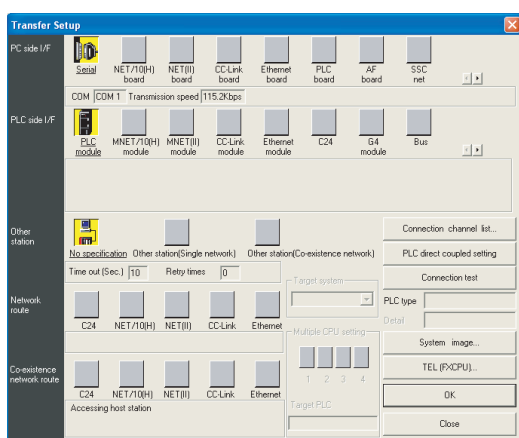 Transfer Setup
PC side I/F
Serial NET/10(H) board NET(II) board CC-Link board Ethernet board PLC board AF board SSC net
COM COM 1 Transmission speed 115.2Kbps
PLC side I/F
PLC module MNET/10(H) module MNET(II) module CC-Link module Ethernet module C24 G4 module Bus
Other station
No specification Other station(Single network) Other station(Co-existence network)
Time out (Sec.) 10 Retry times 0
Connection channel list...
PLC direct coupled setting
Connection test
Target system
PLC type
Detail
Network route
C24 NET/10(H) NET(II) CC-Link Ethernet
Multiple CPU setting
1 2 3 4
Target PLC
System image...
TEL (FXCPU)...
OK
Close
Co-existence network route
C24 NET/10(H) NET(II) CC-Link Ethernet
Accessing host station